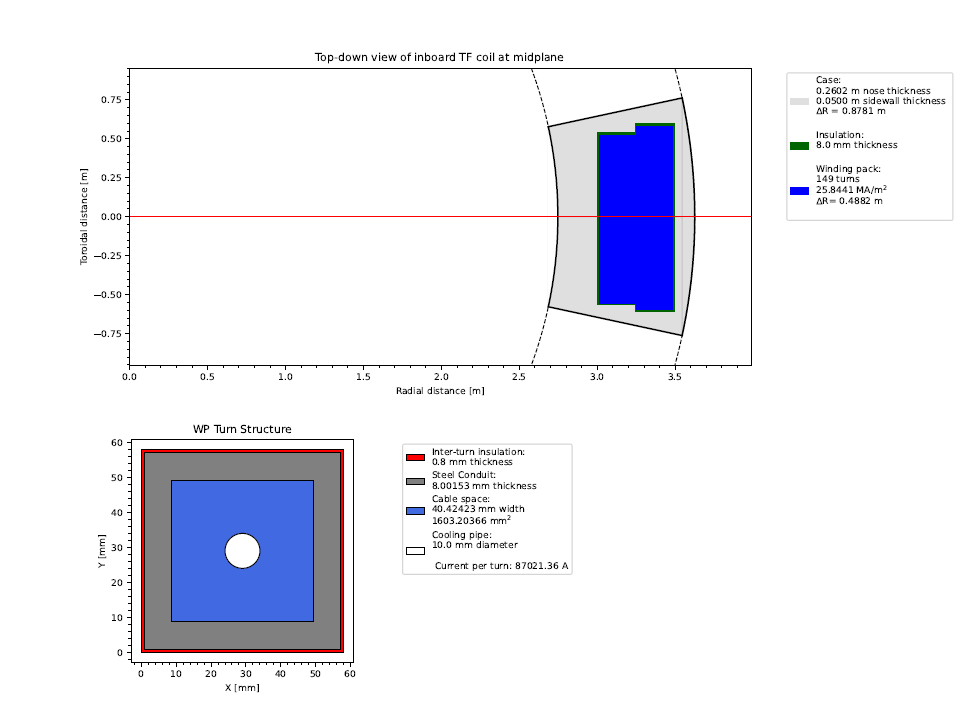 Top-down view of inboard TF coil at midplane
Toroidal distance [m]
0.75
0.50
0.25
0.00
−0.25
−0.50
−0.75
0.0 0.5 1.0 1.5 2.0 2.5 3.0 3.5
Radial distance [m]
Case:
0.2602 m nose thickness
0.0500 m sidewall thickness
ΔR = 0.8781 m
Insulation:
8.0 mm thickness
Winding pack:
149 turns
25.8441 MA/m²
ΔR= 0.4882 m
WP Turn Structure
Y [mm]
60
50
40
30
20
10
0
0 10 20 30 40 50 60
X [mm]
Inter-turn insulation:
0.8 mm thickness
Steel Conduit:
8.00153 mm thickness
Cable space:
40.42423 mm width
1603.20366 mm²
Cooling pipe:
10.0 mm diameter
Current per turn: 87021.36 A